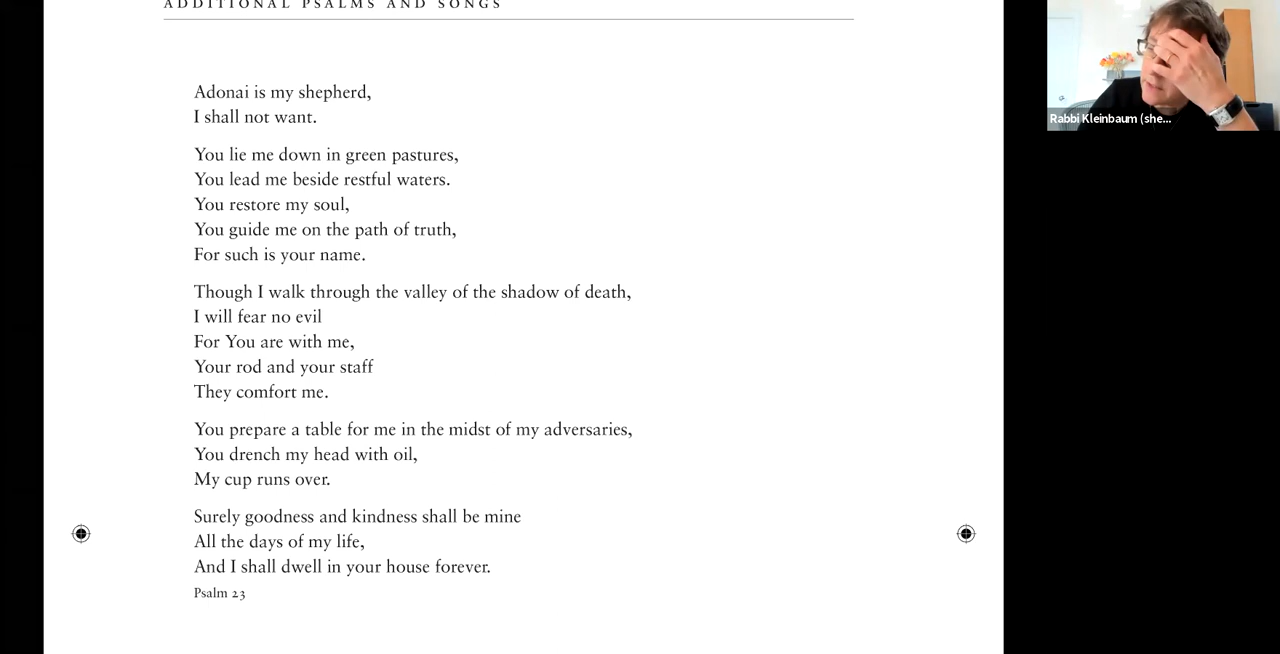 ADDITIONAL PSALMS AND SONGS
Adonai is my shepherd,
I shall not want.
You lie me down in green pastures,
You lead me beside restful waters.
You restore my soul,
You guide me on the path of truth,
For such is your name.
Though I walk through the valley of the shadow of death,
I will fear no evil
For You are with me,
Your rod and your staff
They comfort me.
You prepare a table for me in the midst of my adversaries,
You drench my head with oil,
My cup runs over.
Surely goodness and kindness shall be mine
All the days of my life,
And I shall dwell in your house forever.
Psalm 23
Rabbi Kleinbaum (she...